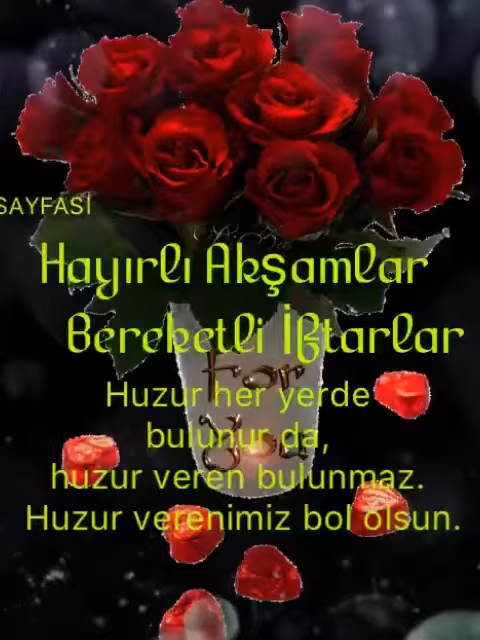 SAYFASI
Hayırlı Akşamlar
Bereketli İftarlar
For
You
Huzur her yerde
bulunur da,
huzur veren bulunmaz.
Huzur verenimiz bol olsun.